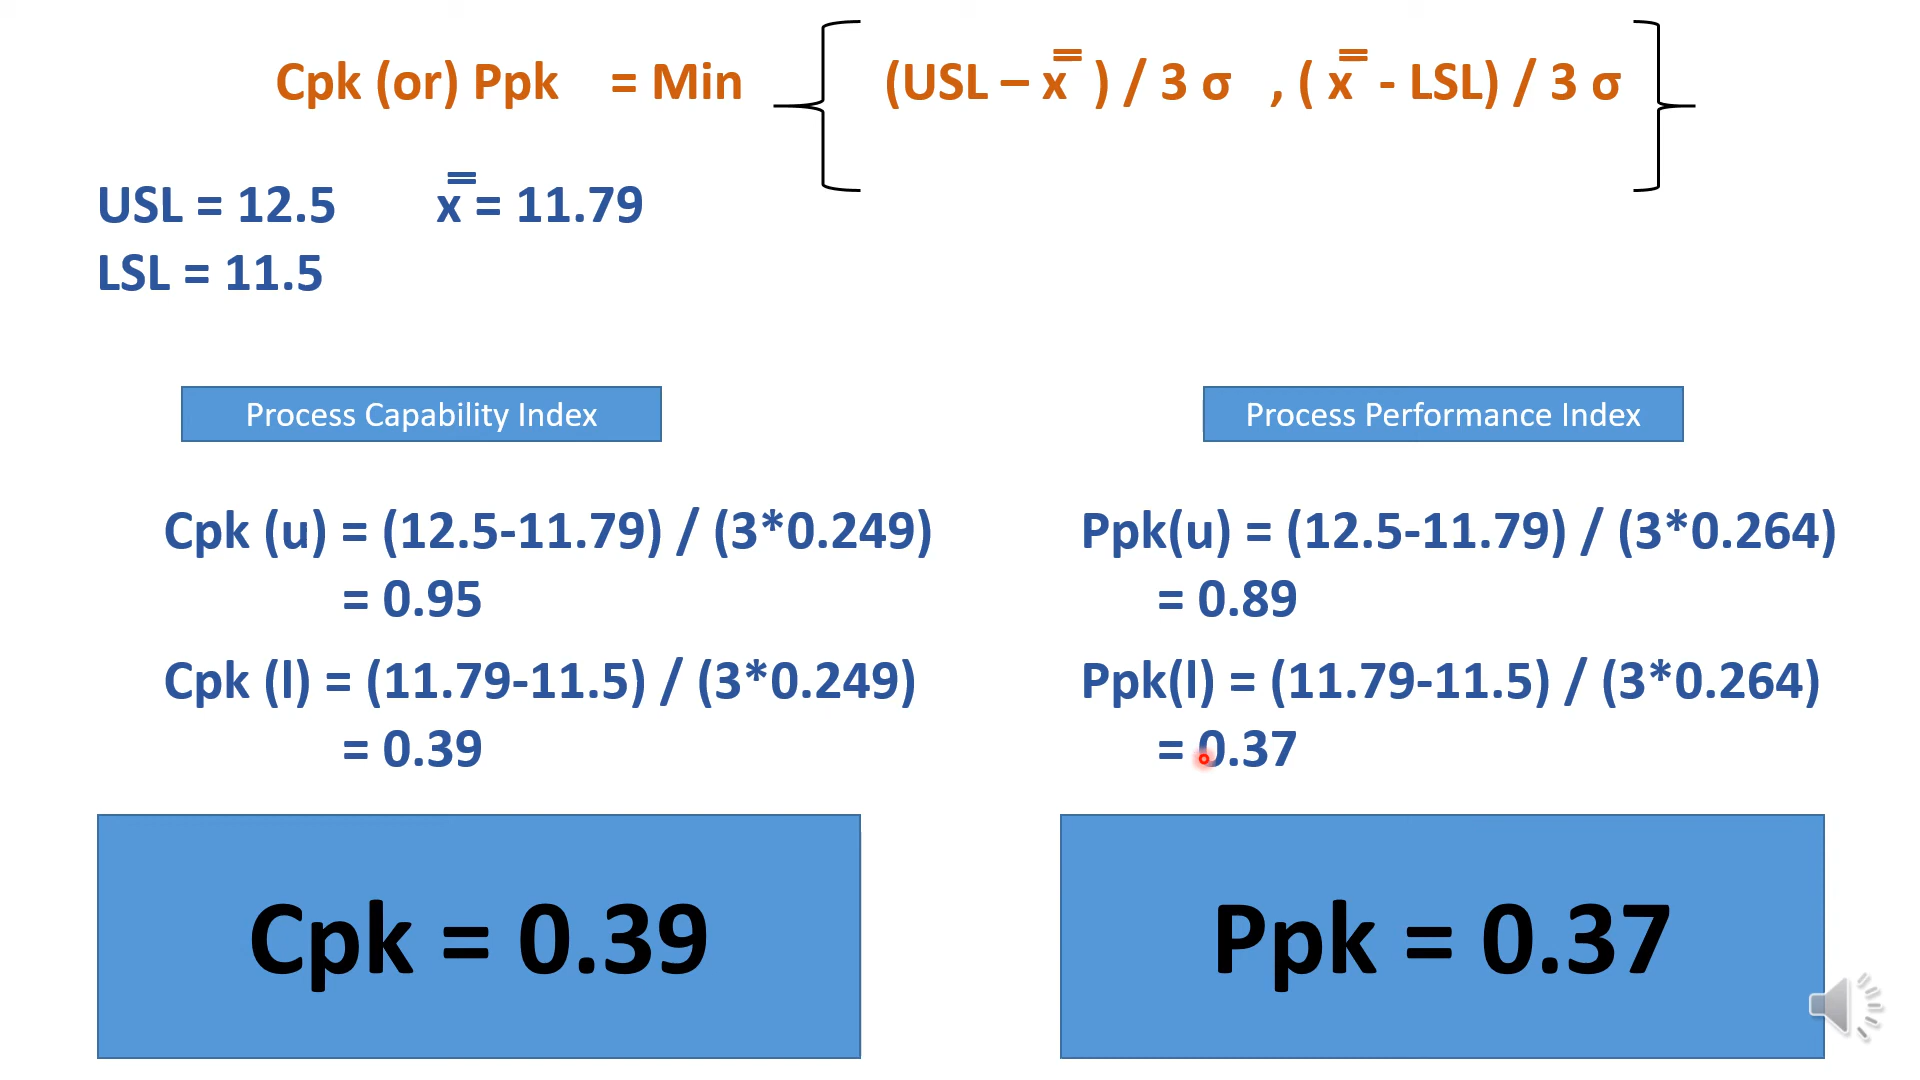 Cpk (or) Ppk = Min (USL – x̿ ) / 3 σ , ( x̿ - LSL) / 3 σ
USL = 12.5 x̿ = 11.79
LSL = 11.5
Process Capability Index
Cpk (u) = (12.5-11.79) / (3*0.249)
= 0.95
Cpk (l) = (11.79-11.5) / (3*0.249)
= 0.39
Cpk = 0.39
Process Performance Index
Ppk(u) = (12.5-11.79) / (3*0.264)
= 0.89
Ppk(l) = (11.79-11.5) / (3*0.264)
= 0.37
Ppk = 0.37